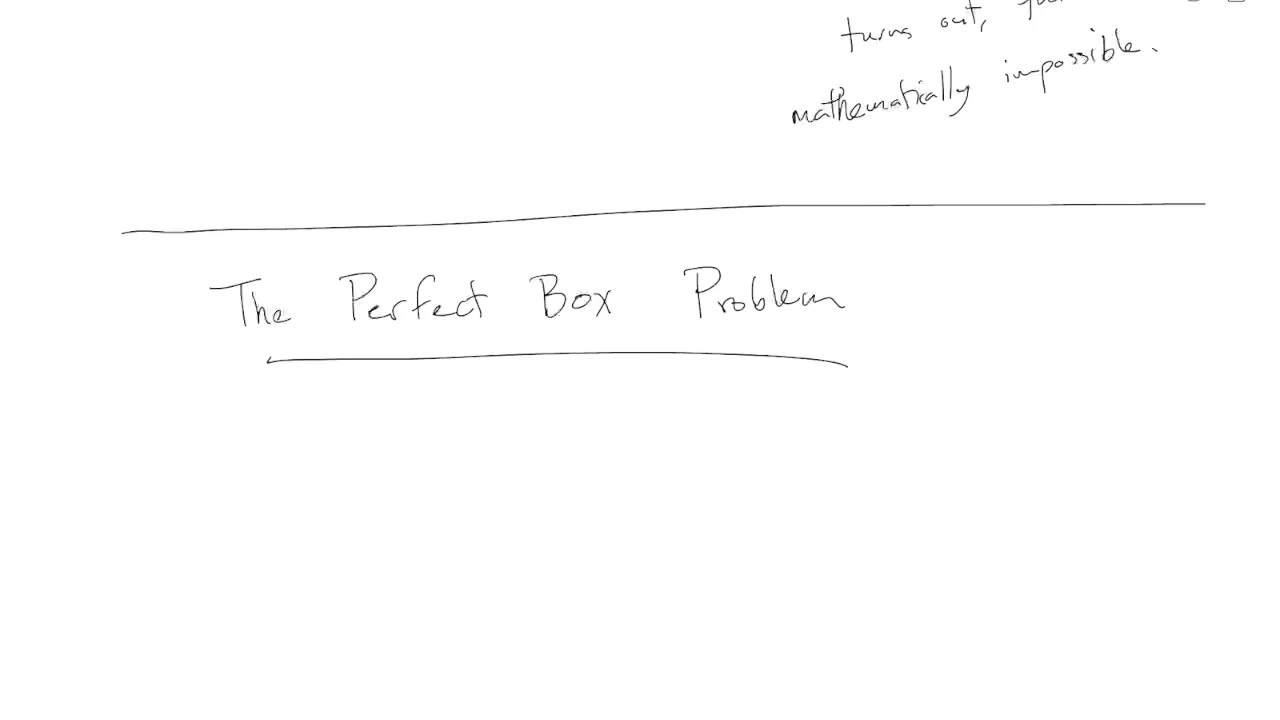 turns out,
mathematically impossible.
The Perfect Box Problem